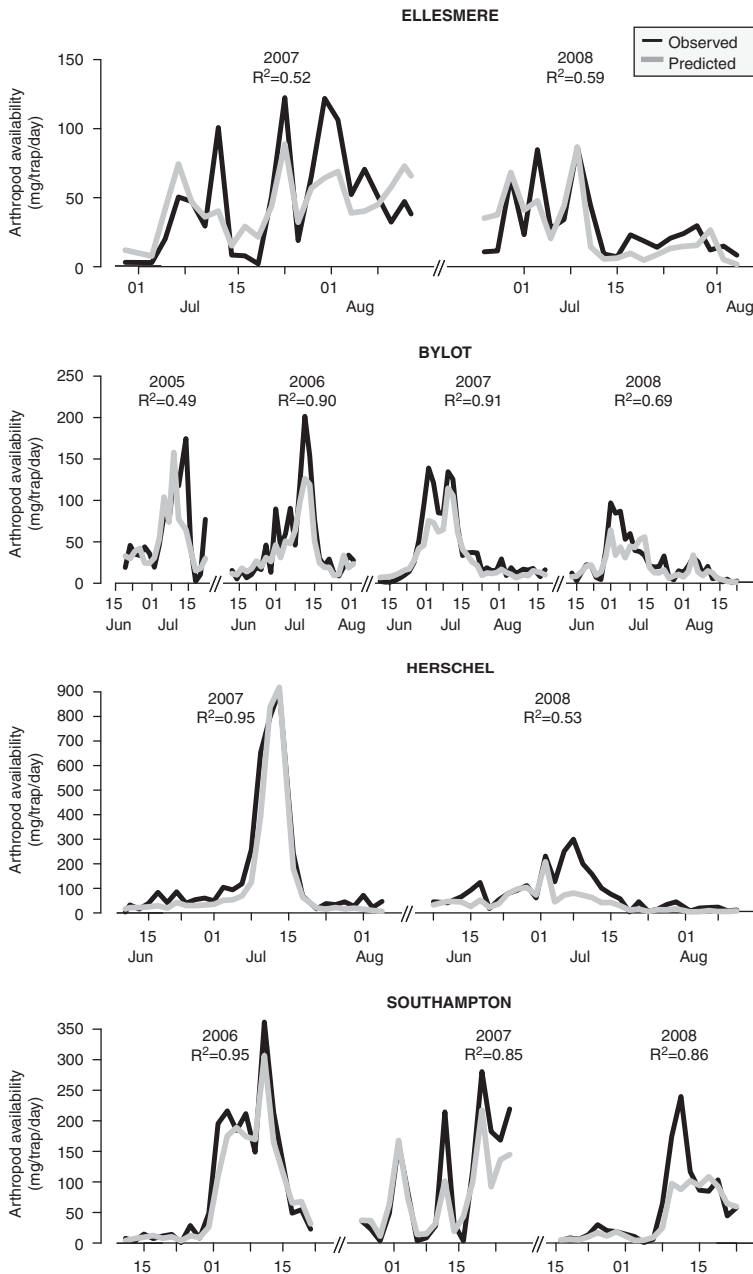 ELLESMERE
Observed
Predicted
2007
R²=0.52
2008
R²=0.59
Arthropod availability
(mg/trap/day)
150
100
50
0
01 15 01 // 01 15 01
Jul Aug Jul Aug
BYLOT
2005
R²=0.49
2006
R²=0.90
2007
R²=0.91
2008
R²=0.69
Arthropod availability
(mg/trap/day)
250
200
150
100
50
0
15 01 15 // 15 01 15 01 // 15 01 15 01 15 // 15 01 15 01 15
Jun Jul Jun Jul Aug Jun Jul Aug Jun Jul Aug
HERSCHEL
2007
R²=0.95
2008
R²=0.53
Arthropod availability
(mg/trap/day)
900
800
700
600
500
400
300
200
100
0
15 01 15 01 // 15 01 15 01
Jun Jul Aug Jun Jul Aug
SOUTHAMPTON
2006
R²=0.95
2007
R²=0.85
2008
R²=0.86
Arthropod availability
(mg/trap/day)
350
300
250
200
150
100
50
0
15 01 15 // 01 15 // 15 01 15